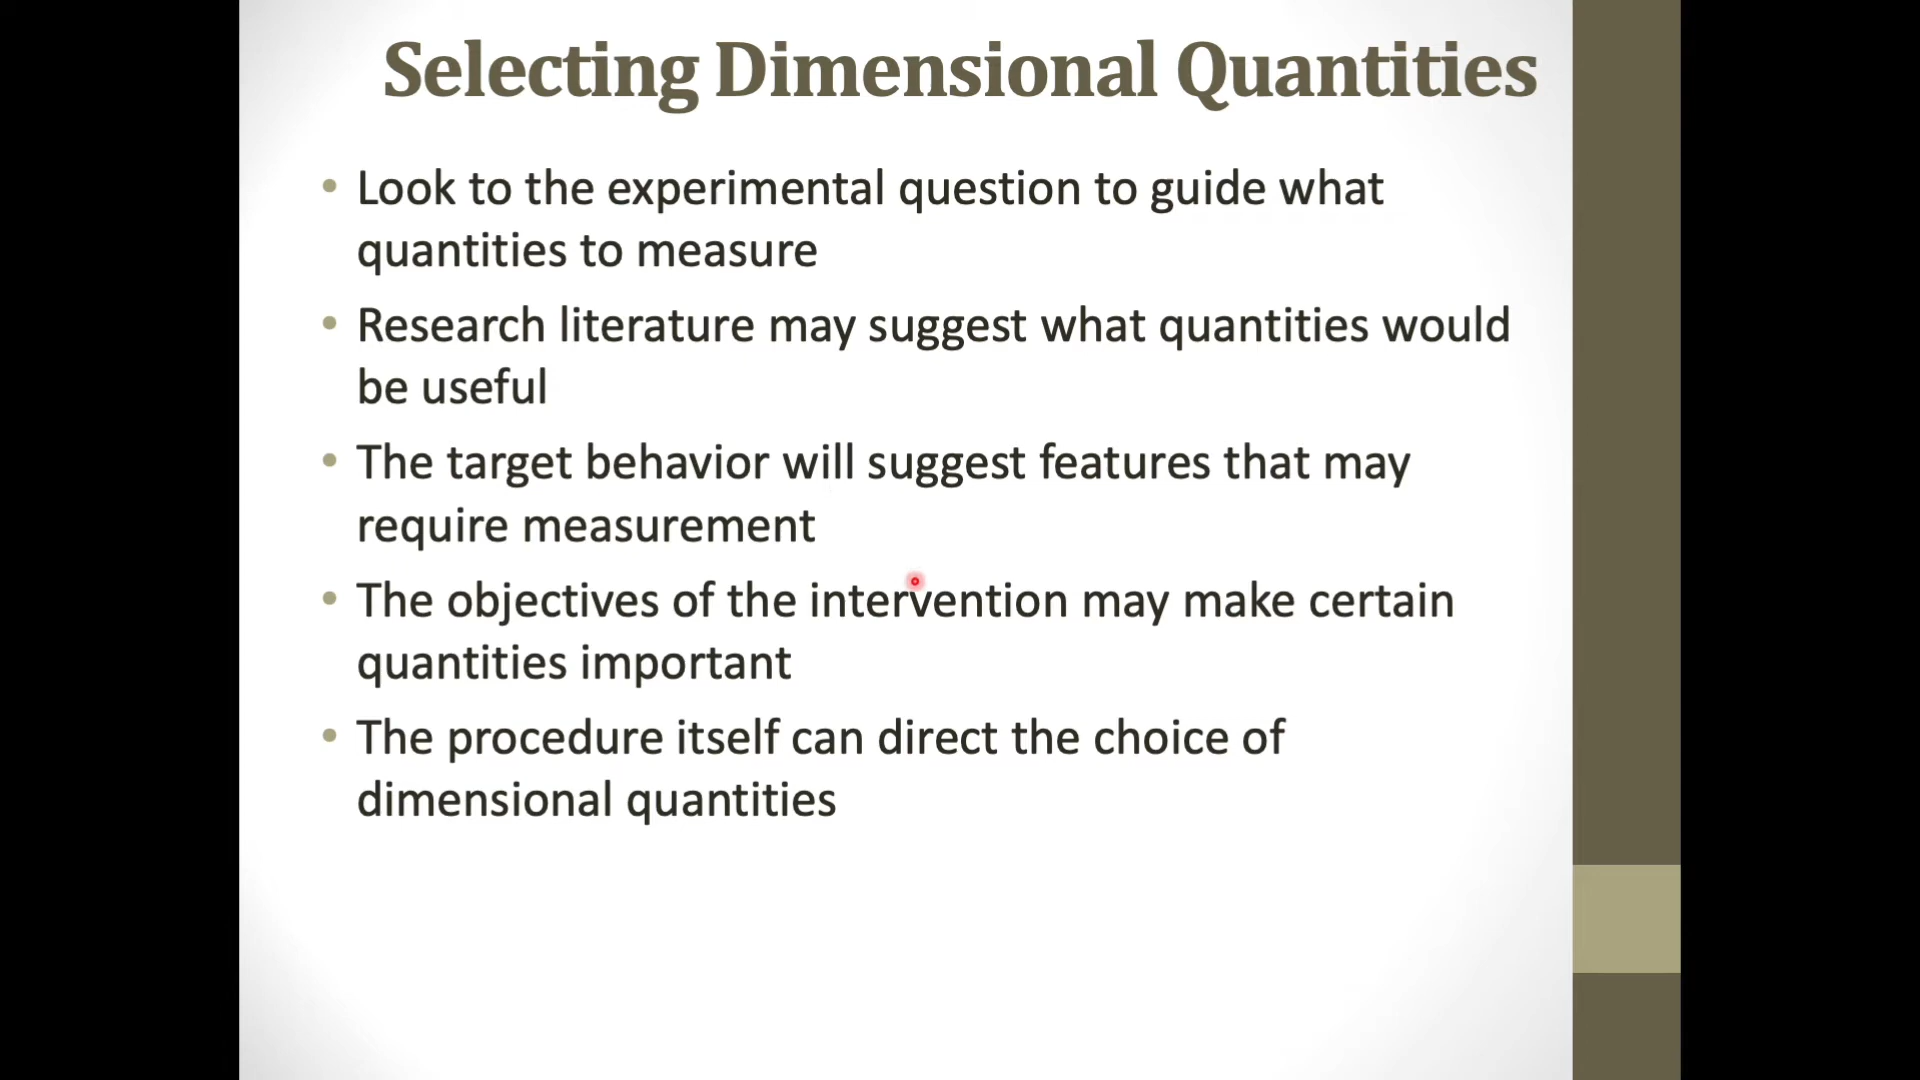 Selecting Dimensional Quantities
• Look to the experimental question to guide what
quantities to measure
• Research literature may suggest what quantities would
be useful
• The target behavior will suggest features that may
require measurement
• The objectives of the intervention may make certain
quantities important
• The procedure itself can direct the choice of
dimensional quantities